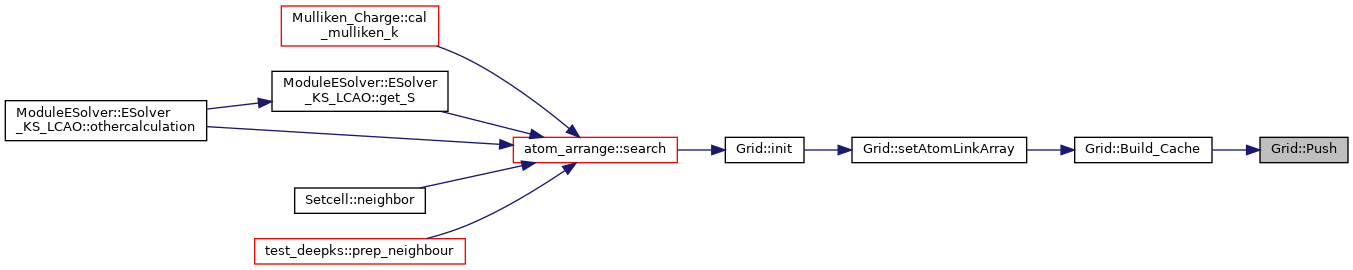 Mulliken_Charge::cal
_mulliken_k
ModuleESolver::ESolver
_KS_LCAO::get_S
ModuleESolver::ESolver
_KS_LCAO::othercalculation
atom_arrange::search
Grid::init
Grid::setAtomLinkArray
Grid::Build_Cache
Grid::Push
Setcell::neighbor
test_deepks::prep_neighbour